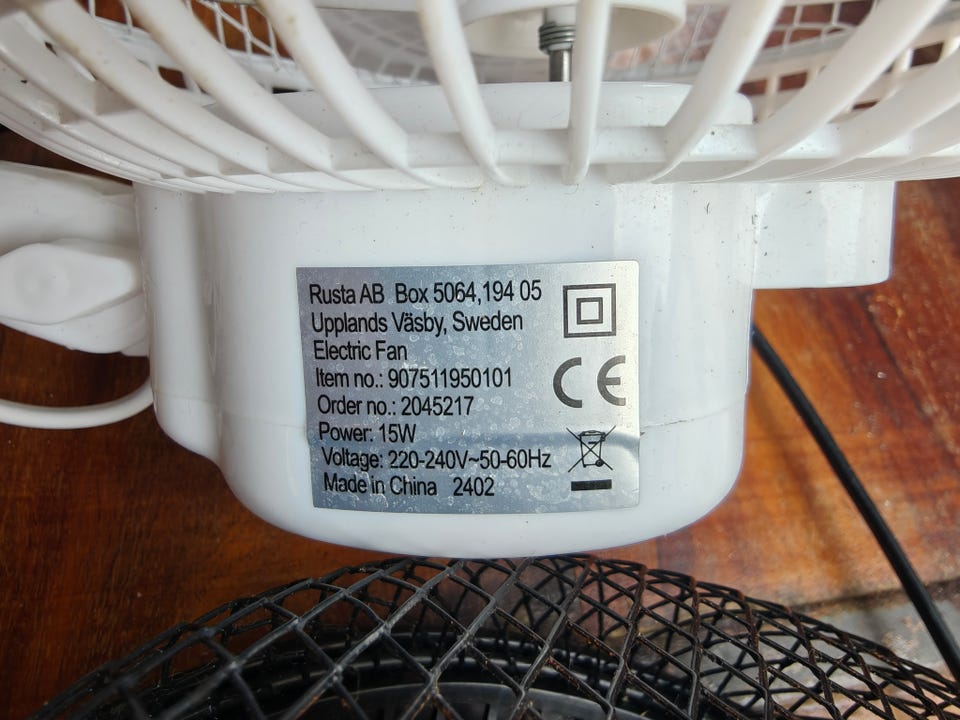 Rusta AB Box 5064,194 05
Upplands Väsby, Sweden
Electric Fan
Item no.: 907511950101
Order no.: 2045217
Power: 15W
Voltage: 220-240V~50-60Hz
Made in China 2402
CE